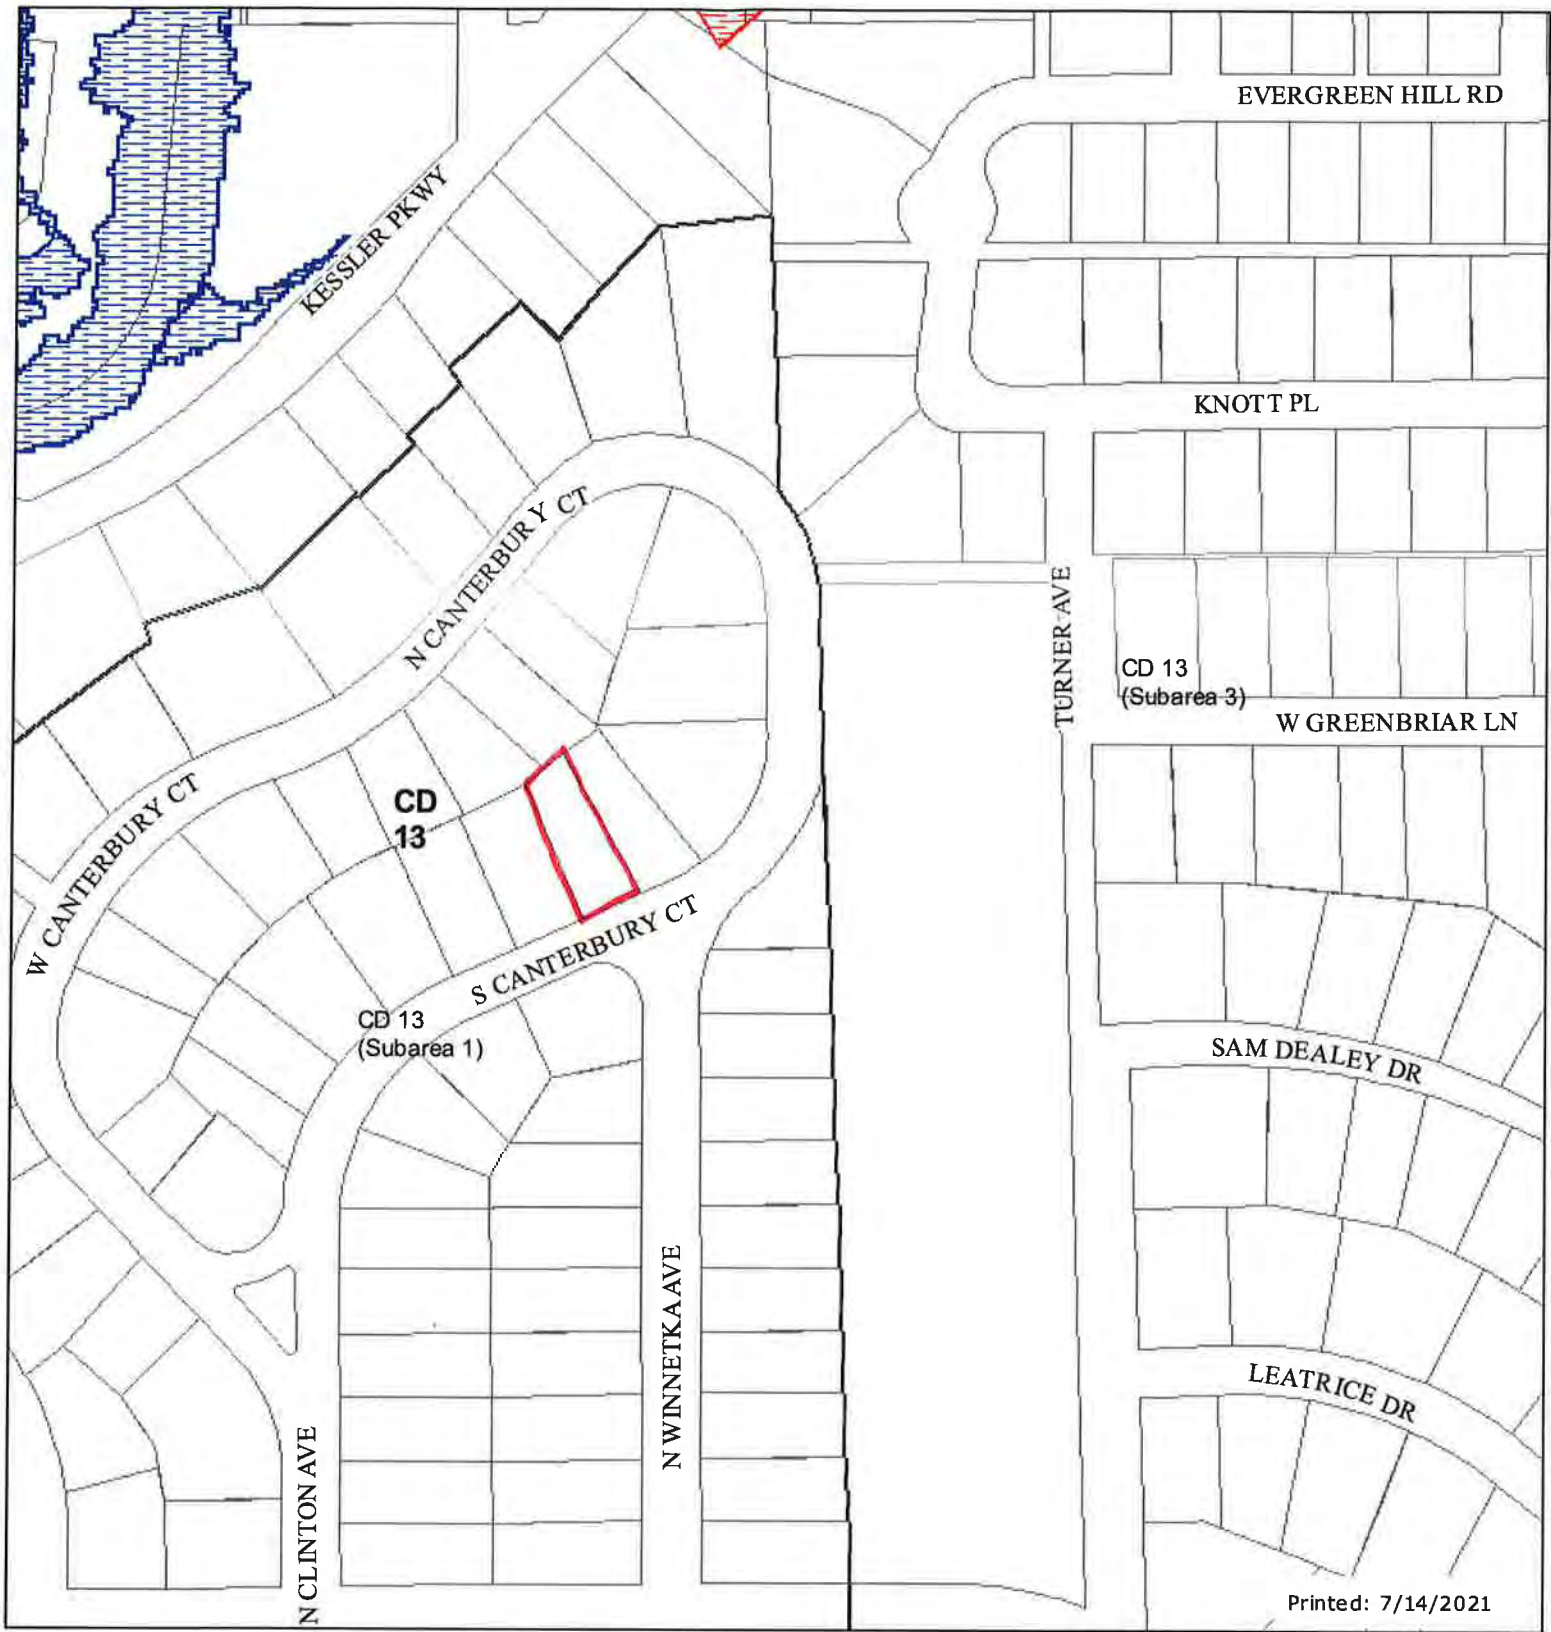 EVERGREEN HILL RD
KESSLER PKWY
KNOTT PL
N CANTERBURY CT
TURNER AVE
CD 13
(Subarea 3)
W GREENBRIAR LN
W CANTERBURY CT
CD
13
S CANTERBURY CT
CD 13
(Subarea 1)
SAM DEALEY DR
N WINNETKA AVE
LEATRICE DR
N CLINTON AVE
Printed: 7/14/2021